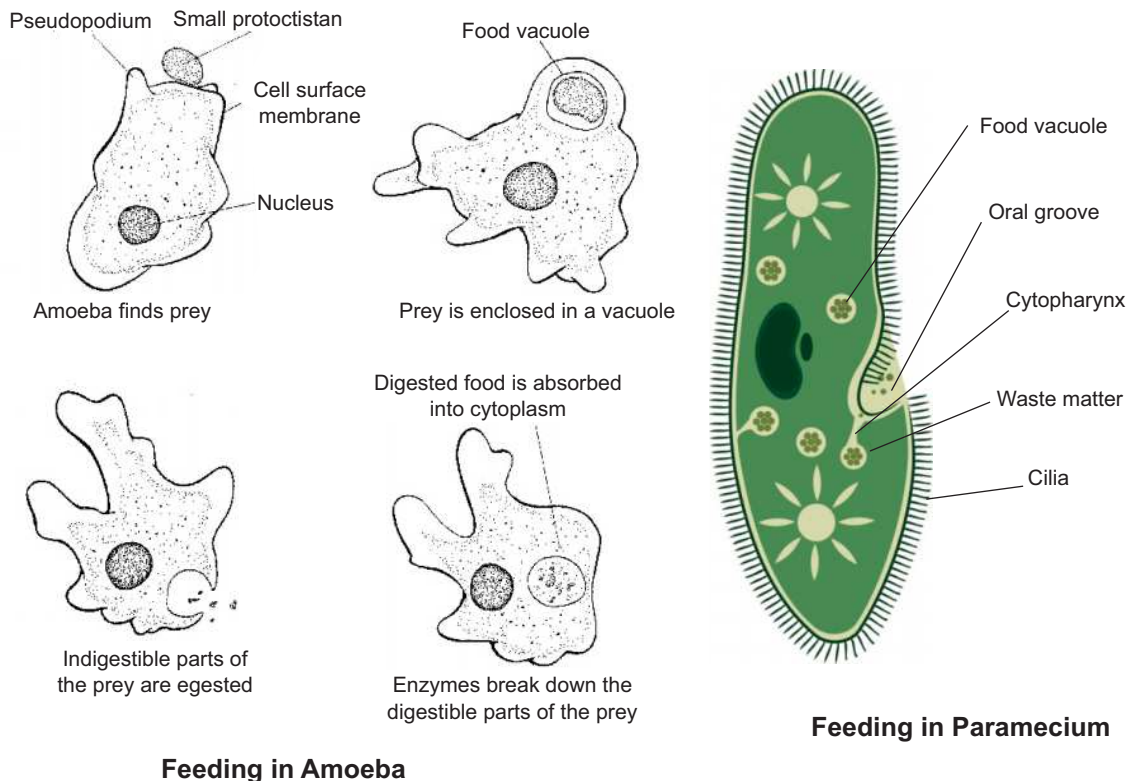 Pseudopodium
Small protoctistan
Cell surface
membrane
Nucleus
Amoeba finds prey
Food vacuole
Prey is enclosed in a vacuole
Indigestible parts of
the prey are egested
Digested food is absorbed
into cytoplasm
Enzymes break down the
digestible parts of the prey
Feeding in Amoeba
Food vacuole
Oral groove
Cytopharynx
Waste matter
Cilia
Feeding in Paramecium